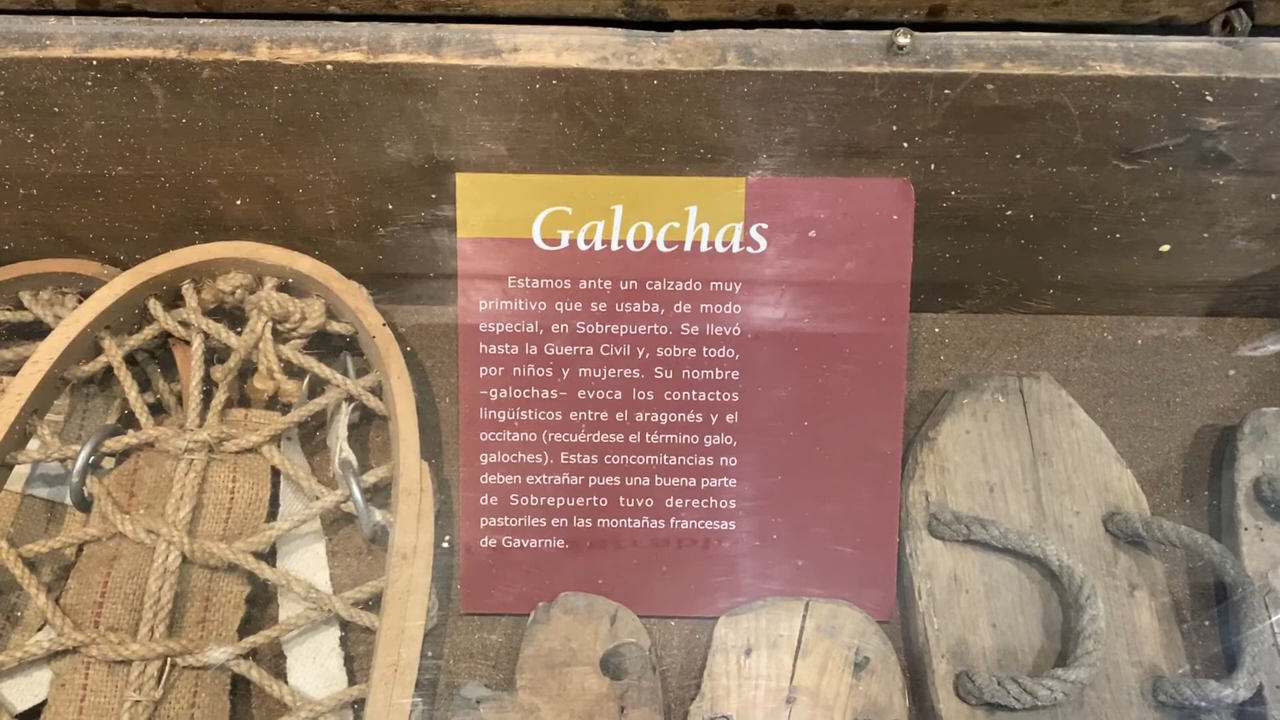 Galochas
Estamos ante un calzado muy
primitivo que se usaba, de modo
especial, en Sobrepuerto. Se llevó
hasta la Guerra Civil y, sobre todo,
por niños y mujeres. Su nombre
–galochas– evoca los contactos
lingüísticos entre el aragonés y el
occitano (recuérdese el término galo,
galoches). Estas concomitancias no
deben extrañar pues una buena parte
de Sobrepuerto tuvo derechos
pastoriles en las montañas francesas
de Gavarnie.